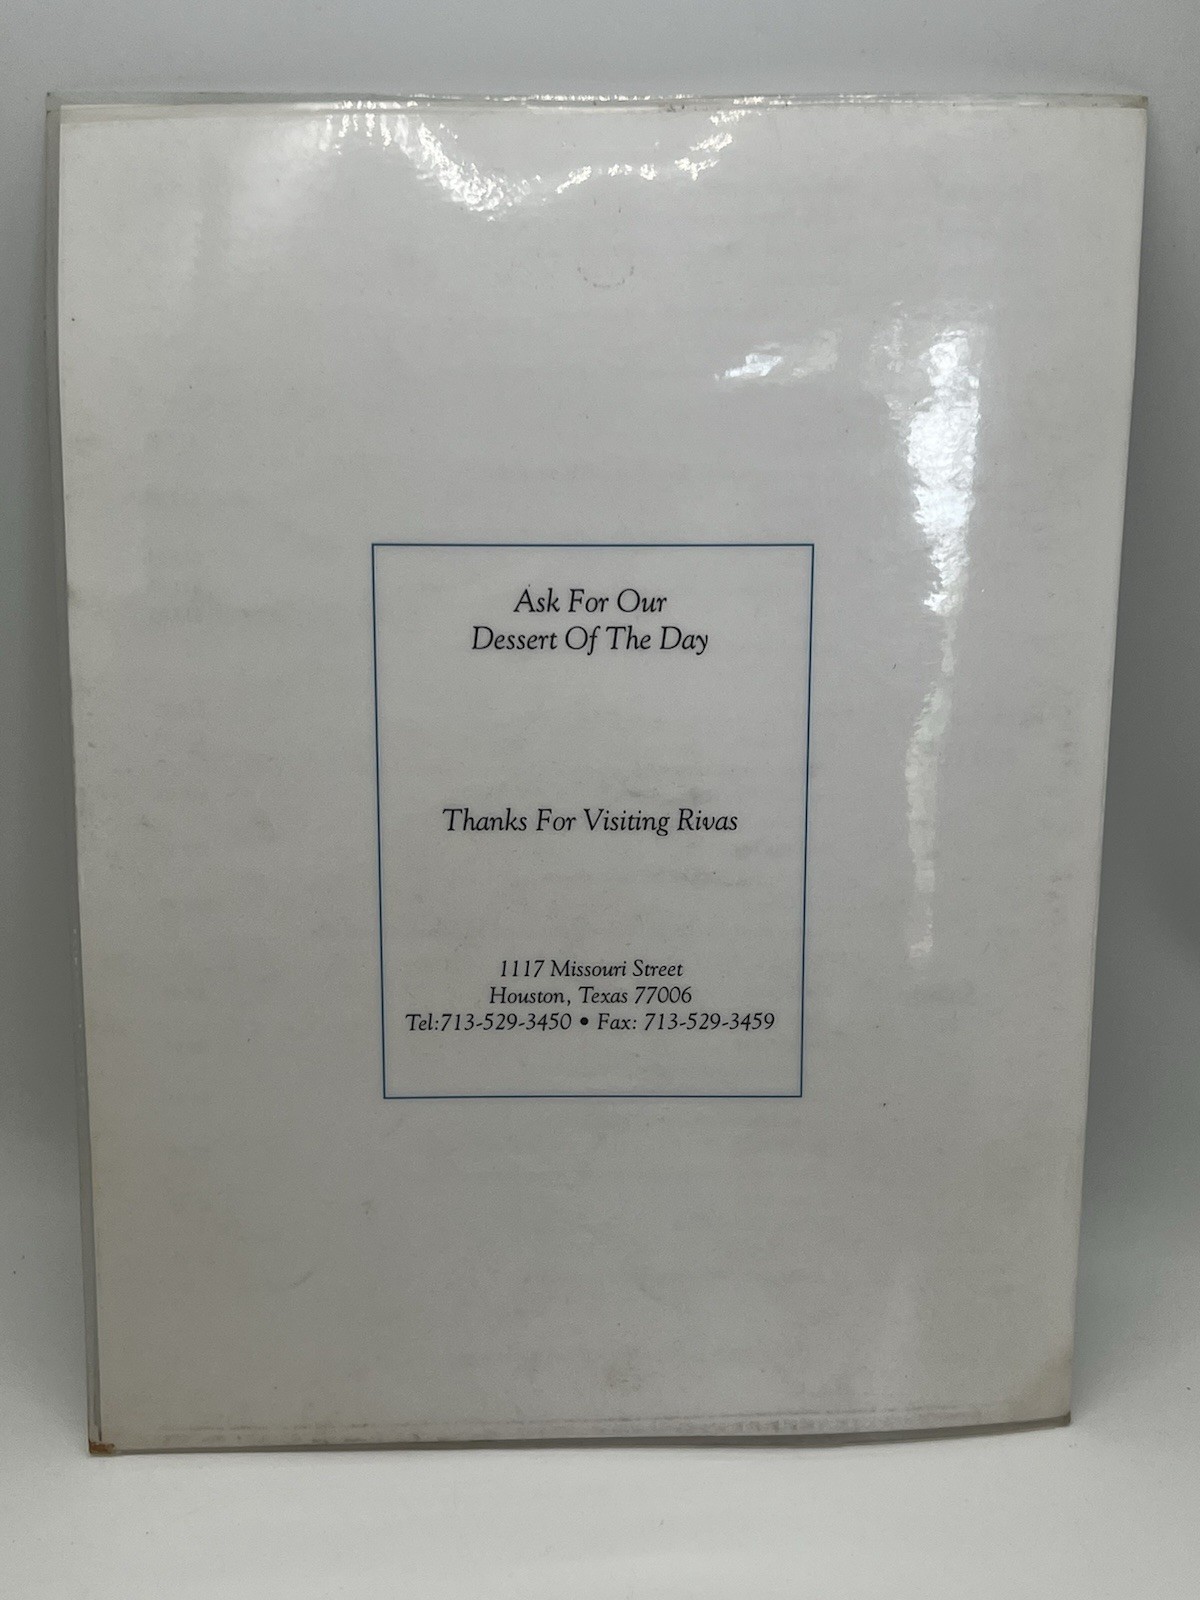 Ask For Our
Dessert Of The Day
Thanks For Visiting Rivas
1117 Missouri Street
Houston, Texas 77006
Tel:713-529-3450 • Fax: 713-529-3459